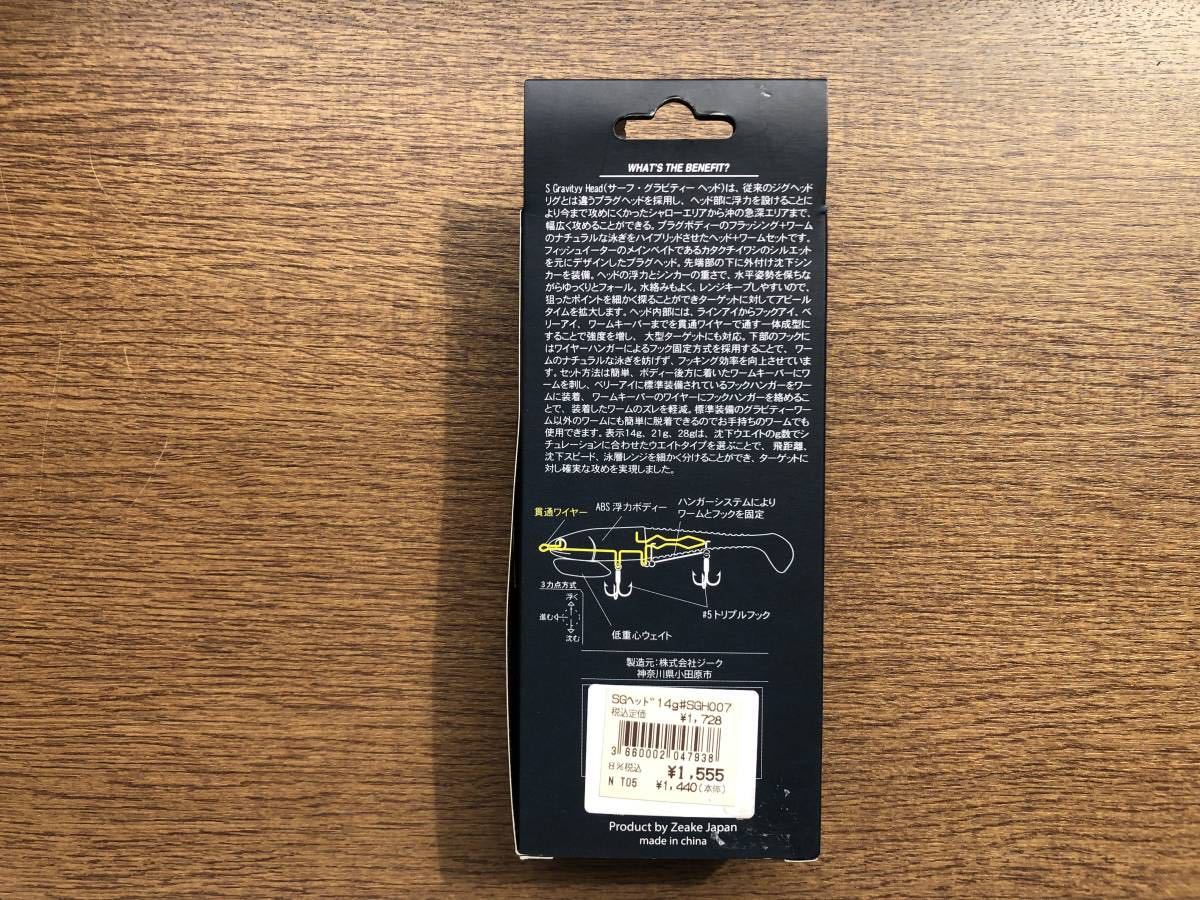 WHAT'S THE BENEFIT?
S Gravityy Head(サーフ・グラビティー ヘッド)は、従来のジグヘッド
リグとは違うプラグヘッドを採用し、ヘッド部に浮力を設けることに
より今まで攻めにくかったシャローエリアから沖の急深エリアまで、
幅広く攻めることができる。プラグボディーのフラッシング+ワーム
のナチュラルな泳ぎをハイブリッドさせたヘッド+ワームセットです。
フィッシュイーターのメインベイトであるカタクチイワシのシルエット
を元にデザインしたプラグヘッド。先端部の下に外付け沈下シン
カーを装備。ヘッドの浮力とシンカーの重さで、水平姿勢を保ちな
がらゆっくりとフォール。水絡みもよく、レンジキープしやすいので、
狙ったポイントを細かく探ることができターゲットに対してアピール
タイムを拡大します。ヘッド内部には、ラインアイからフックアイ、ベ
リーアイ、ワームキーパーまでを貫通ワイヤーで通す一体成型に
することで強度を増し、大型ターゲットにも対応。下部のフックに
はワイヤーハンガーによるフック固定方式を採用することで、ワー
ムのナチュラルな泳ぎを妨げず、フッキング効率を向上させていま
す。セット方法は簡単、ボディー後方に着いたワームキーパーにワ
ームを刺し、ベリーアイに標準装備されているフックハンガーをワー
ムに装着、ワームキーパーのワイヤーにフックハンガーを絡めるこ
とで、装着したワームのズレを軽減。標準装備のグラビティーワー
ム以外のワームにも簡単に脱着できるのでお手持ちのワームでも
使用できます。表示14g、21g、28gは、沈下ウエイトのg数でシ
チュレーションに合わせたウエイトタイプを選ぶことで、飛距離、
沈下スピード、泳層レンジを細かく分けることができ、ターゲットに
対し確実な攻めを実現しました。
貫通ワイヤー
ABS 浮力ボディー
ハンガーシステムにより
ワームとフックを固定
3力点方式
浮く
進む
沈む
#5トリプルフック
低重心ウェイト
製造元:株式会社ジーク
神奈川県小田原市
SGヘッド 14g#SGH007
税込定価 ¥1,728
3 660002 047938
8%税込 ¥1,555
N T05 ¥1,440(本体)
Product by Zeake Japan
made in china